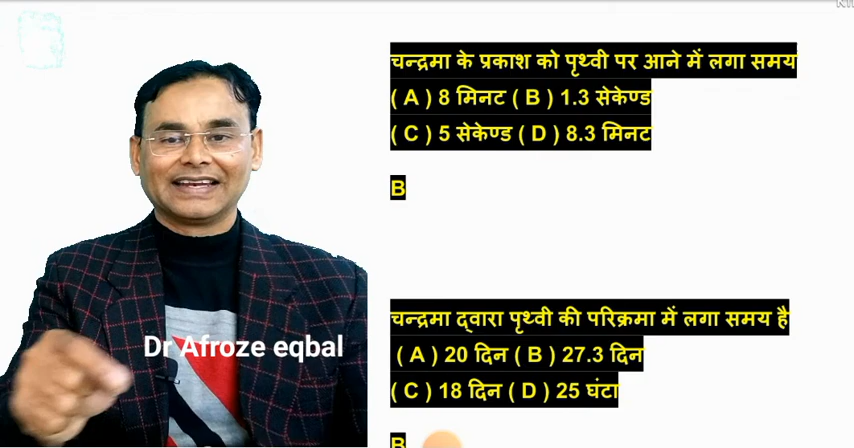 चन्द्रमा के प्रकाश को पृथ्वी पर आने में लगा समय
( A ) 8 मिनट ( B ) 1.3 सेकेण्ड
( C ) 5 सेकेण्ड ( D ) 8.3 मिनट
B
Dr Afroze eqbal
चन्द्रमा द्वारा पृथ्वी की परिक्रमा में लगा समय है
( A ) 20 दिन ( B ) 27.3 दिन
( C ) 18 दिन ( D ) 25 घंटा
B